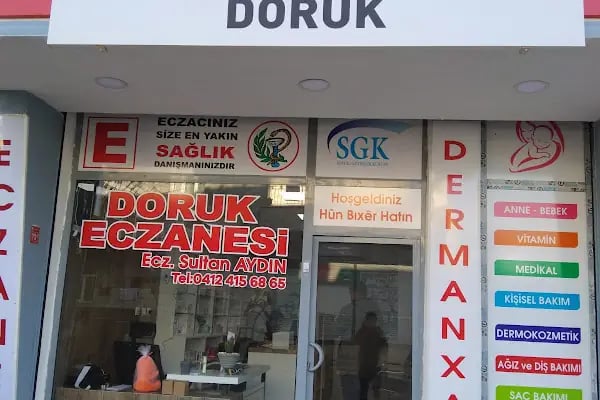 DORUK
E
ECZACINIZ
SİZE EN YAKIN
SAĞLIK
DANIŞMANINIZDIR
SGK
DORUK
ECZANESİ
Ecz. Sultan AYDIN
Tel:0412 415 68 65
Hoşgeldiniz
Hûn Bixêr Hatin
ECZANE
DERMANXA
ANNE - BEBEK
VİTAMİN
MEDİKAL
KİŞİSEL BAKIM
DERMOKOZMETİK
AĞIZ ve DİŞ BAKIMI
SAÇ BAKIMI